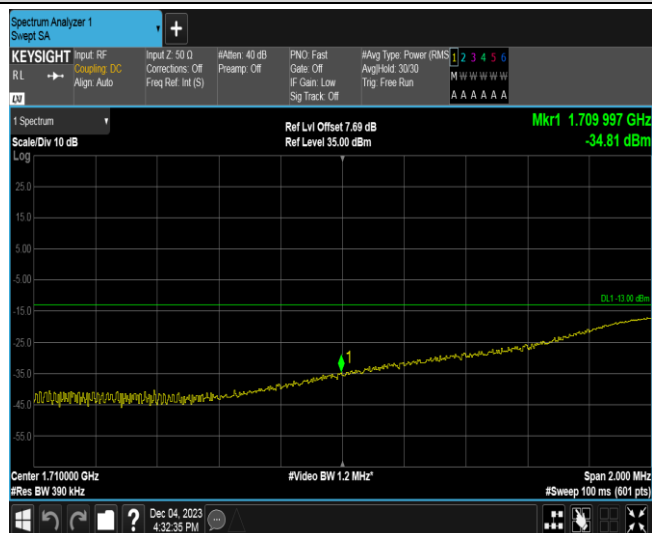 Spectrum Analyzer 1
Swept SA
+
KEYSIGHT
RL
LXI
Input: RF
Coupling: DC
Align: Auto
Input Z: 50 Ω
Corrections: Off
Freq Ref: Int (S)
#Atten: 40 dB
Preamp: Off
PNO: Fast
Gate: Off
IF Gain: Low
Sig Track: Off
#Avg Type: Power (RMS
Avg|Hold: 30/30
Trig: Free Run
1 2 3 4 5 6
M W W W W W
A A A A A A
1 Spectrum
Scale/Div 10 dB
Log
Ref Lvl Offset 7.69 dB
Ref Level 35.00 dBm
Mkr1 1.709 997 GHz
-34.81 dBm
25.0
15.0
5.00
-5.00
DL1 -13.00 dBm
-15.0
-25.0
1
-35.0
-45.0
-55.0
Center 1.710000 GHz
#Res BW 390 kHz
#Video BW 1.2 MHz*
Span 2.000 MHz
#Sweep 100 ms (601 pts)
?
Dec 04, 2023
4:32:35 PM